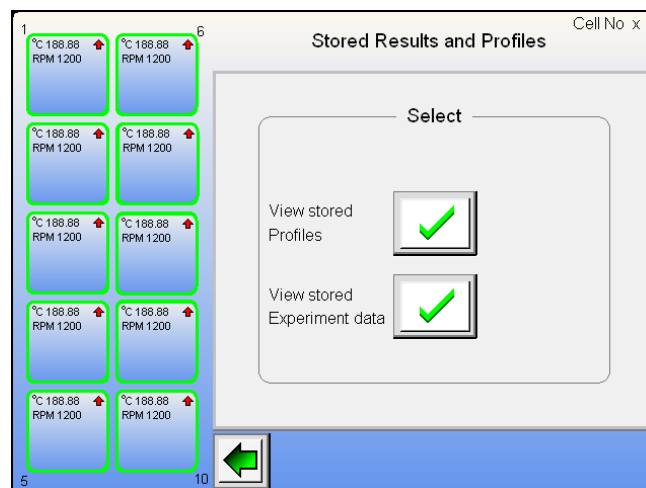 1
6
°C 188.88
RPM 1200
°C 188.88
RPM 1200
°C 188.88
RPM 1200
°C 188.88
RPM 1200
°C 188.88
RPM 1200
°C 188.88
RPM 1200
°C 188.88
RPM 1200
°C 188.88
RPM 1200
°C 188.88
RPM 1200
°C 188.88
RPM 1200
5
10
Cell No x
Stored Results and Profiles
Select
View stored
Profiles
View stored
Experiment data